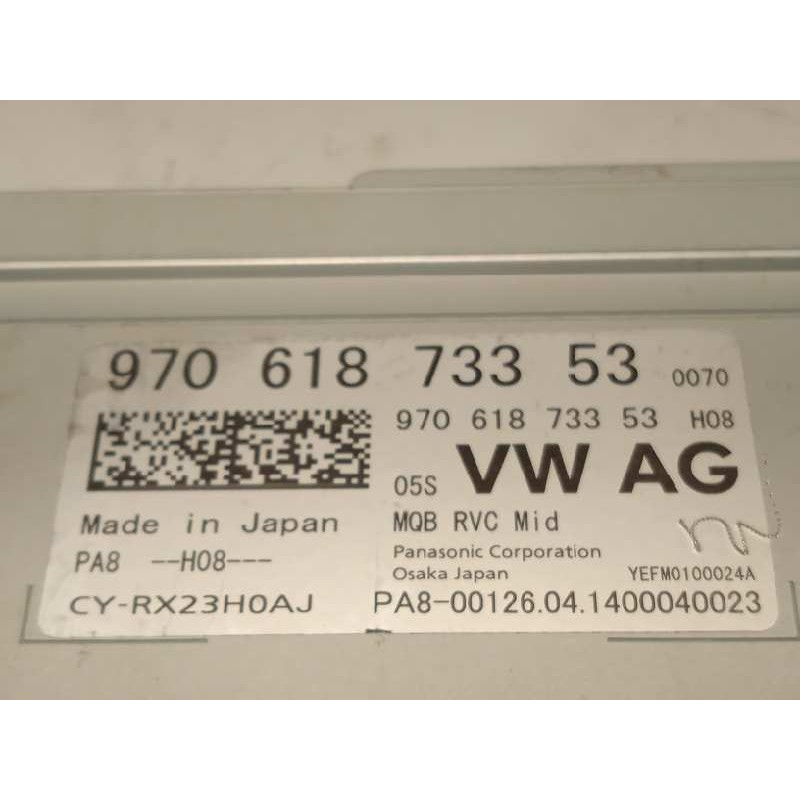 970 618 733 53 0070
970 618 733 53 H08
05S VW AG
Made in Japan MQB RVC Mid
PA8 --H08---
Panasonic Corporation
Osaka Japan YEFM0100024A
CY-RX23H0AJ PA8-00126.04.1400040023